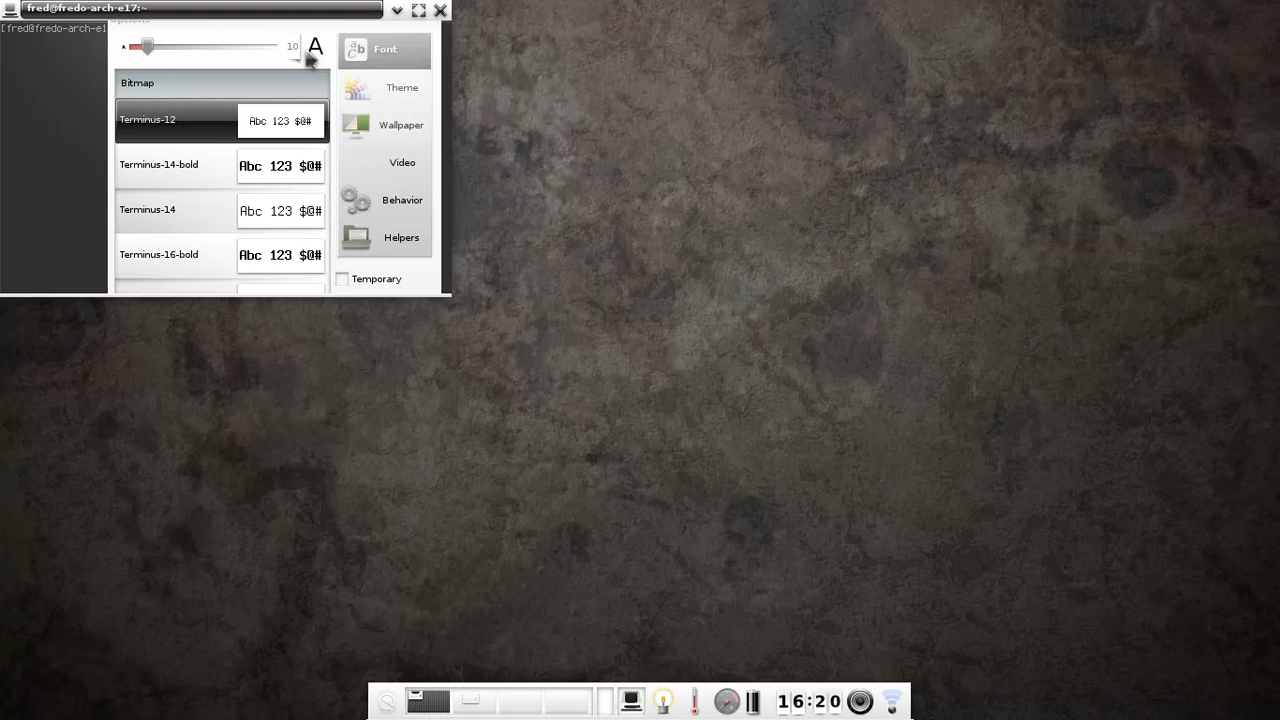 fred@fredo-arch-e17:~
[fred@fredo-arch-e1
Options
A 10 A
Bitmap
Terminus-12 Abc 123 $@#
Terminus-14-bold Abc 123 $@#
Terminus-14 Abc 123 $@#
Terminus-16-bold Abc 123 $@#
Font
Theme
Wallpaper
Video
Behavior
Helpers
Temporary
16:20